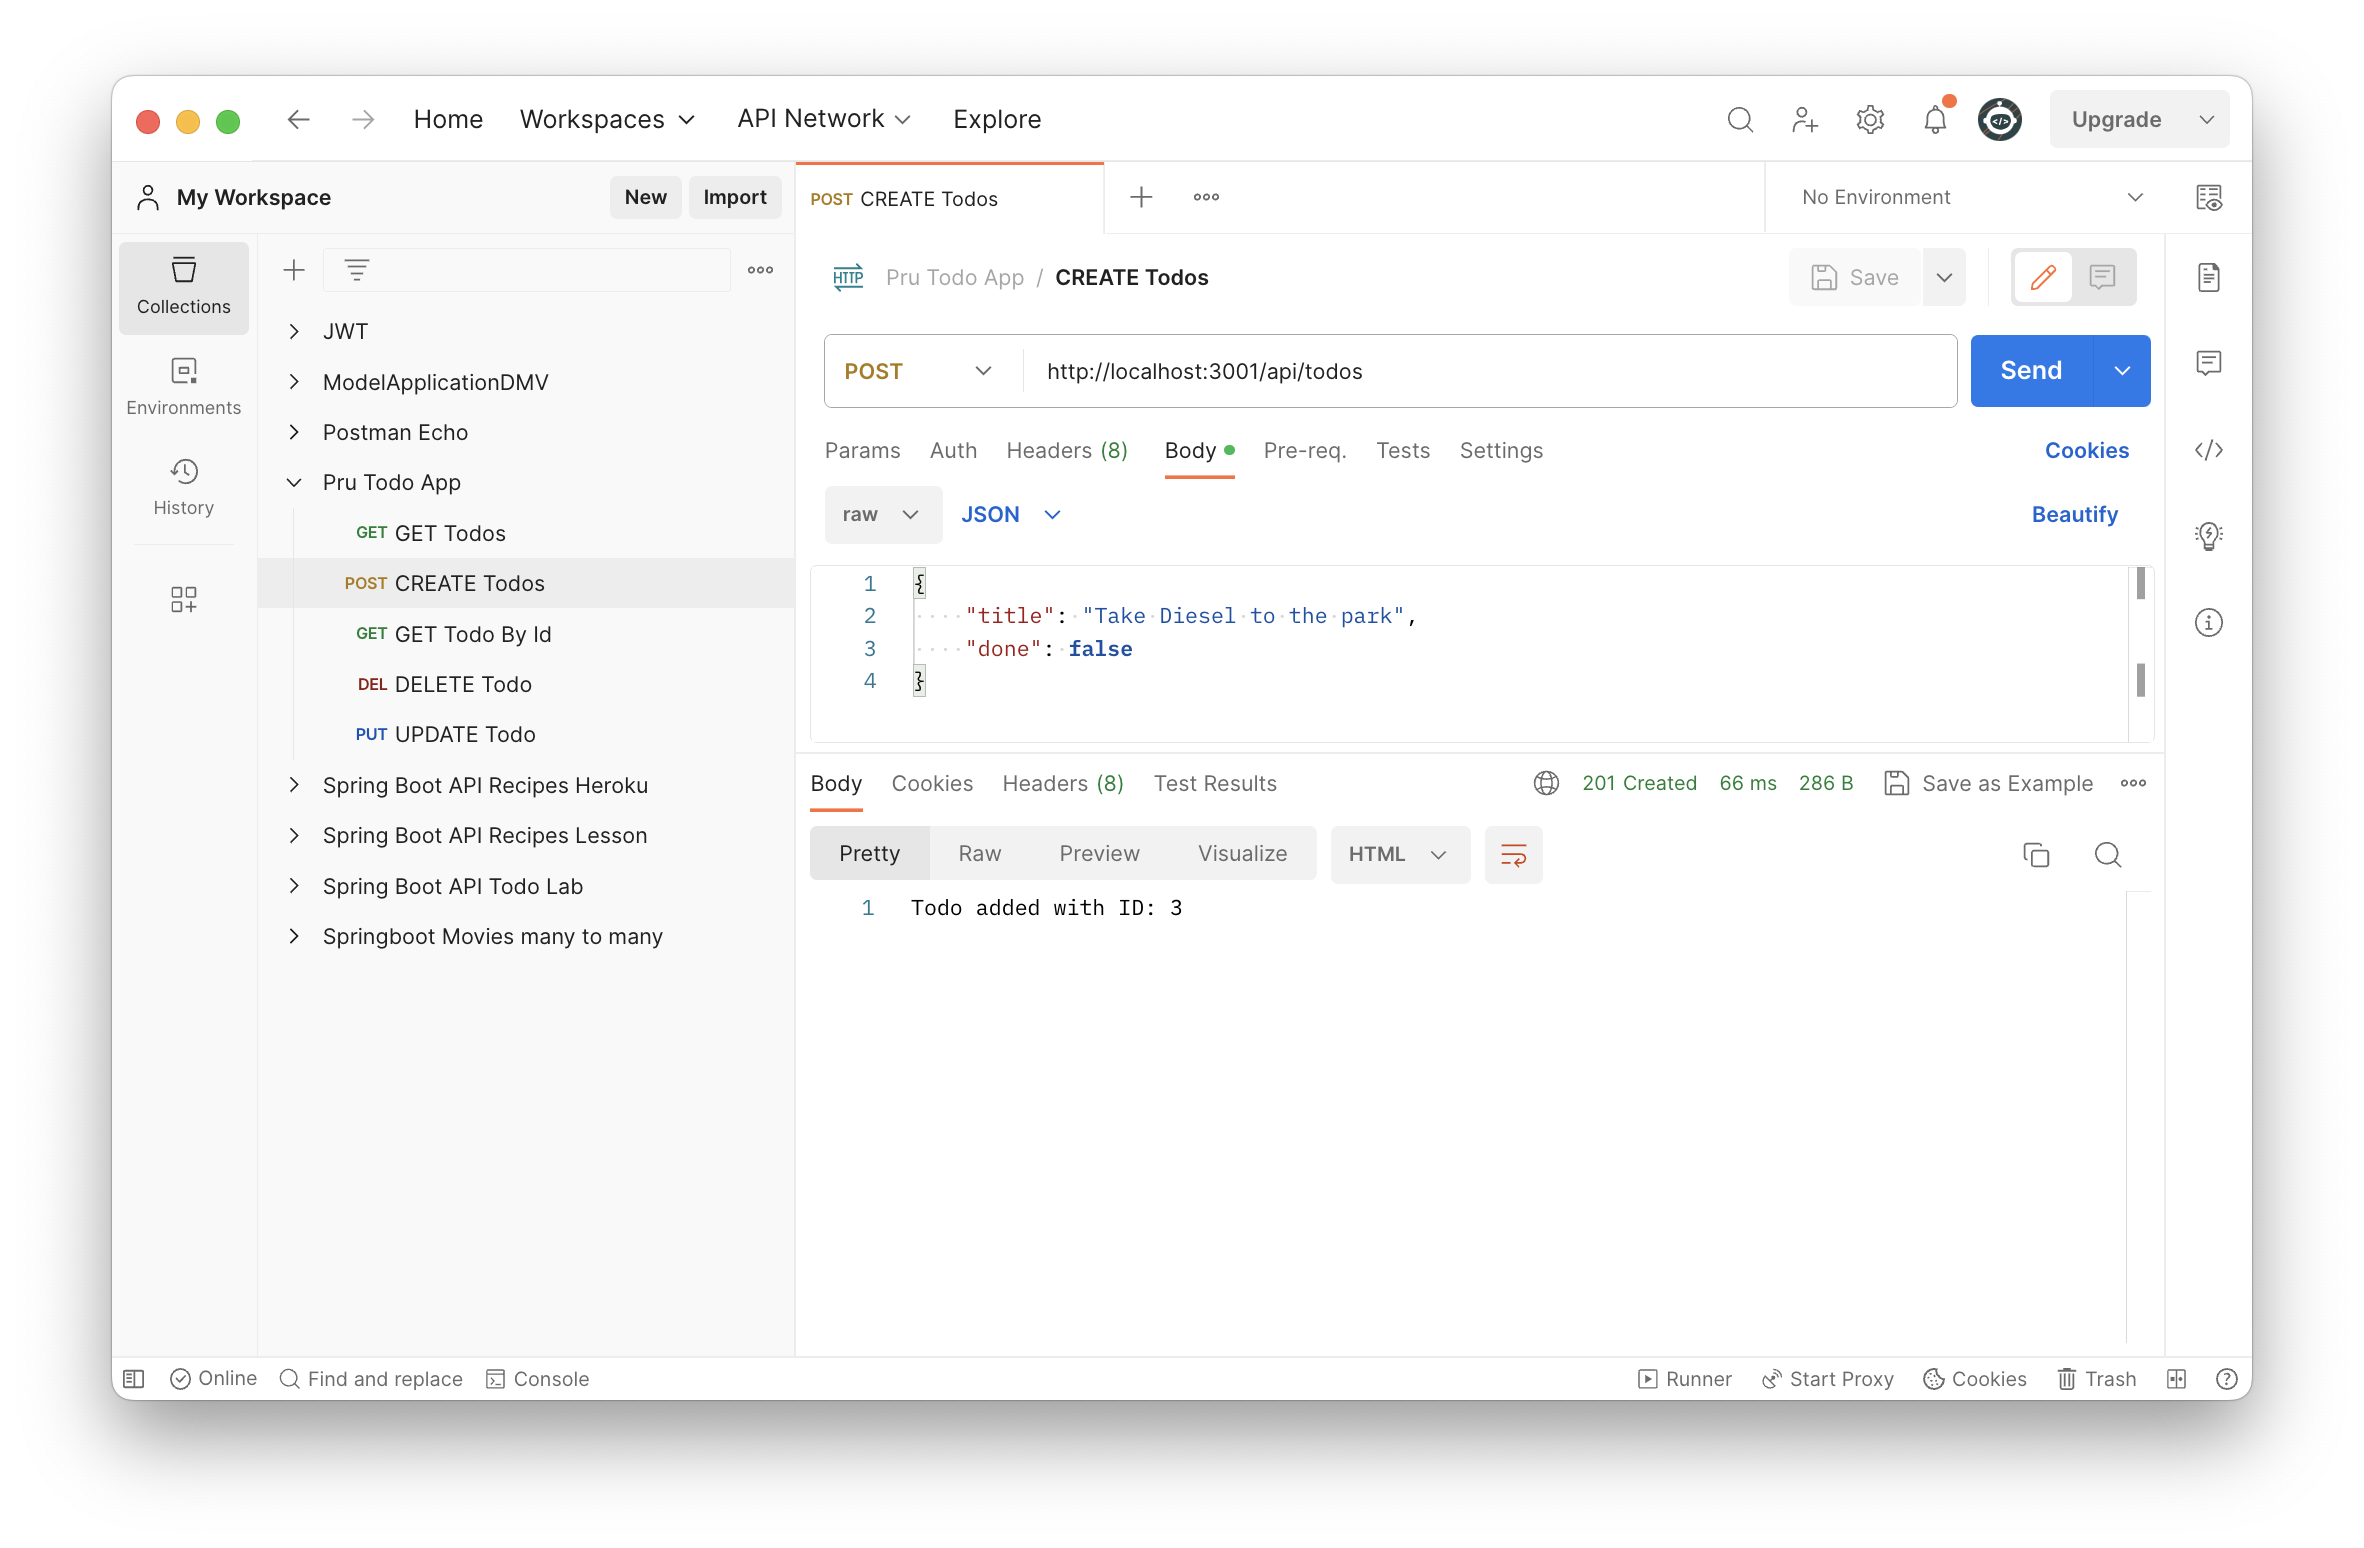 Home Workspaces API Network Explore Upgrade
My Workspace New Import
POST CREATE Todos
No Environment
Collections
Environments
History
JWT
ModelApplicationDMV
Postman Echo
Pru Todo App
GET GET Todos
POST CREATE Todos
GET GET Todo By Id
DEL DELETE Todo
PUT UPDATE Todo
Spring Boot API Recipes Heroku
Spring Boot API Recipes Lesson
Spring Boot API Todo Lab
Springboot Movies many to many
HTTP Pru Todo App / CREATE Todos Save
POST http://localhost:3001/api/todos Send
Params Auth Headers (8) Body Pre-req. Tests Settings Cookies
raw JSON Beautify
1 {
2 "title": "Take Diesel to the park",
3 "done": false
4 }
Body Cookies Headers (8) Test Results 201 Created 66 ms 286 B Save as Example
Pretty Raw Preview Visualize HTML
1 Todo added with ID: 3
Online Find and replace Console Runner Start Proxy Cookies Trash